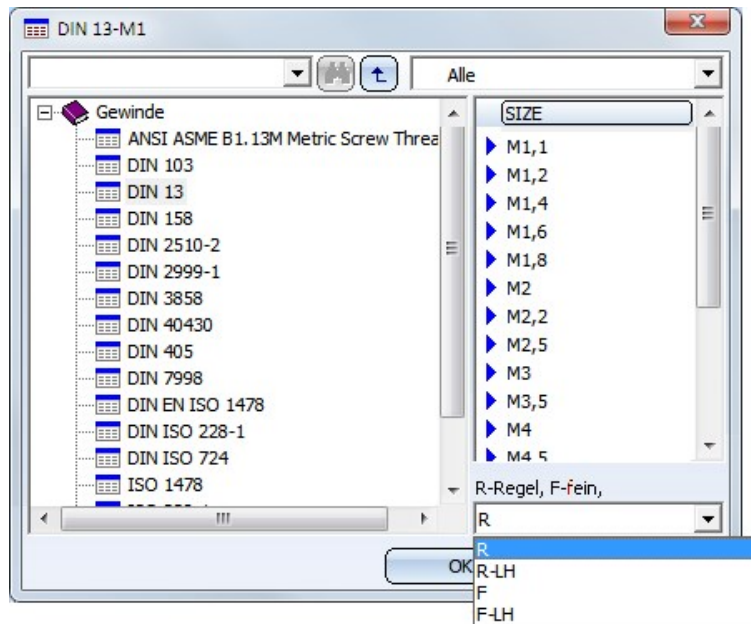 DIN 13-M1
Alle
Gewinde
ANSI ASME B1.13M Metric Screw Threa
DIN 103
DIN 13
DIN 158
DIN 2510-2
DIN 2999-1
DIN 3858
DIN 40430
DIN 405
DIN 7998
DIN EN ISO 1478
DIN ISO 228-1
DIN ISO 724
ISO 1478
SIZE
M1,1
M1,2
M1,4
M1,6
M1,8
M2
M2,2
M2,5
M3
M3,5
M4
M4,5
R-Regel, F-fein,
R
OK
R
R-LH
F
F-LH